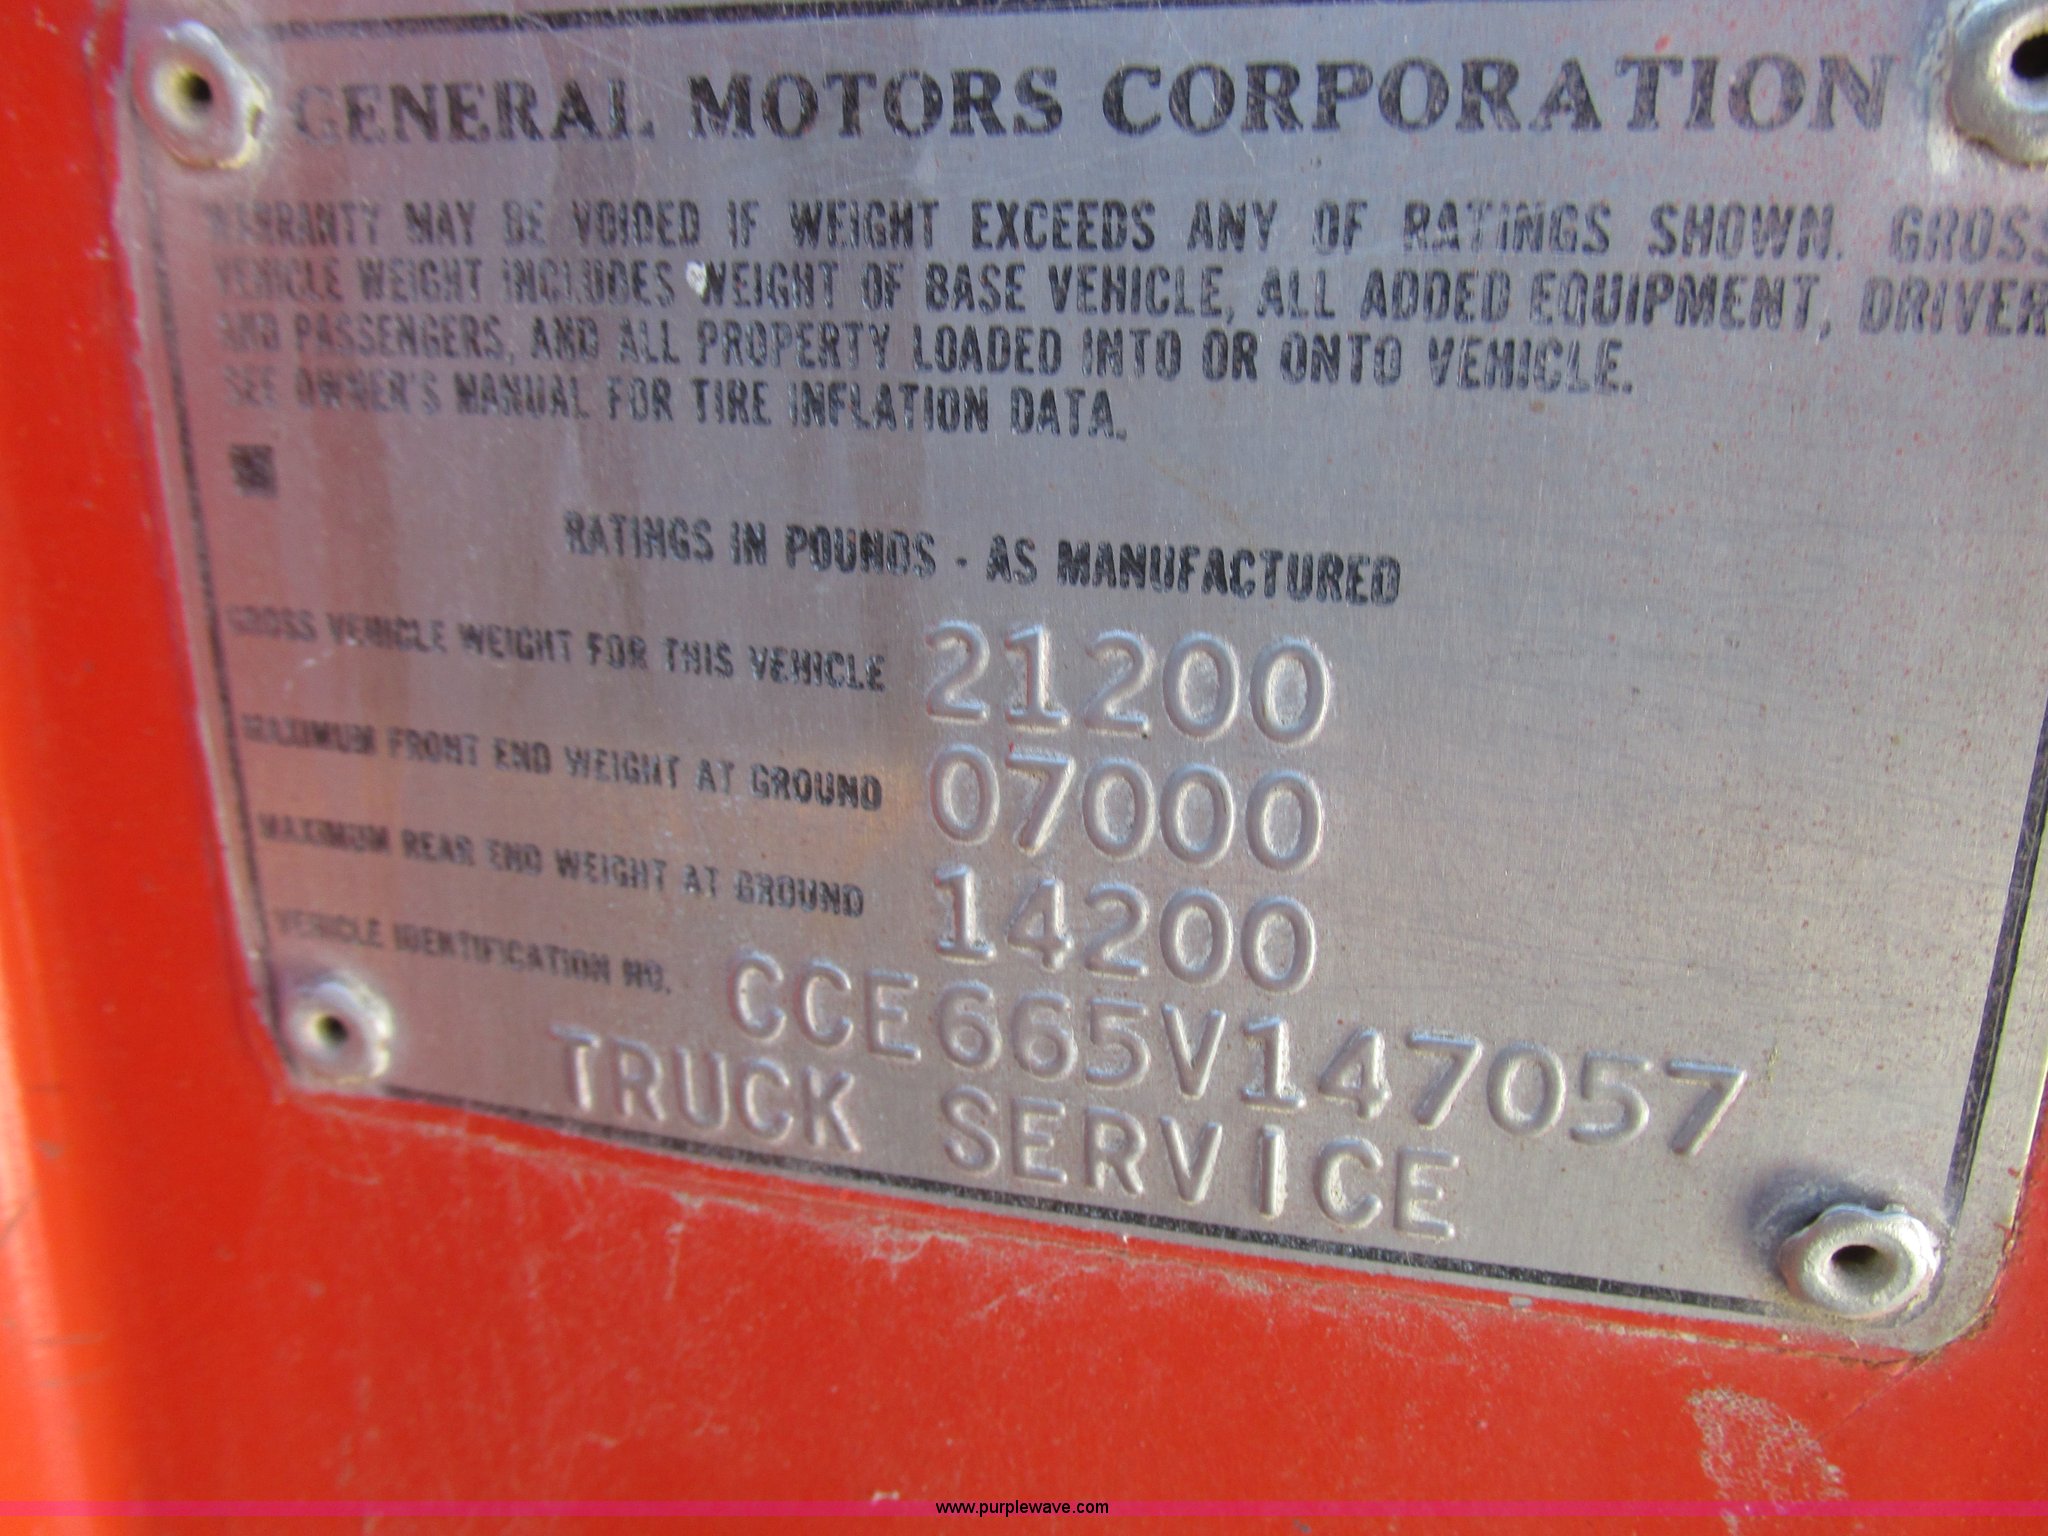 GENERAL MOTORS CORPORATION
WARRANTY MAY BE VOIDED IF WEIGHT EXCEEDS ANY OF RATINGS SHOWN. GROSS
VEHICLE WEIGHT INCLUDES WEIGHT OF BASE VEHICLE, ALL ADDED EQUIPMENT, DRIVER
AND PASSENGERS, AND ALL PROPERTY LOADED INTO OR ONTO VEHICLE.
SEE OWNER'S MANUAL FOR TIRE INFLATION DATA.
RATINGS IN POUNDS - AS MANUFACTURED
GROSS VEHICLE WEIGHT FOR THIS VEHICLE 21200
MAXIMUM FRONT END WEIGHT AT GROUND 07000
MAXIMUM REAR END WEIGHT AT GROUND 14200
VEHICLE IDENTIFICATION NO. CCE665V147057
TRUCK SERVICE
www.purplewave.com